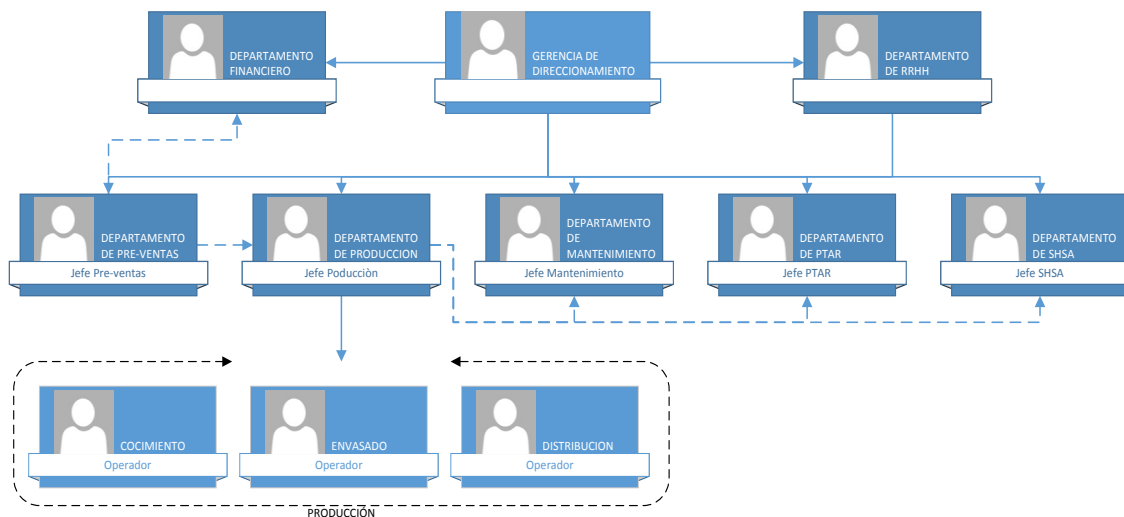 DEPARTAMENTO
FINANCIERO
GERENCIA DE
DIRECCIONAMIENTO
DEPARTAMENTO
DE RRHH
DEPARTAMENTO
DE PRE-VENTAS
Jefe Pre-ventas
DEPARTAMENTO
DE PRODUCCION
Jefe Poducciòn
DEPARTAMENTO
DE
MANTENIMIENTO
Jefe Mantenimiento
DEPARTAMENTO
DE PTAR
Jefe PTAR
DEPARTAMENTO
DE SHSA
Jefe SHSA
COCIMIENTO
Operador
ENVASADO
Operador
DISTRIBUCION
Operador
PRODUCCIÓN